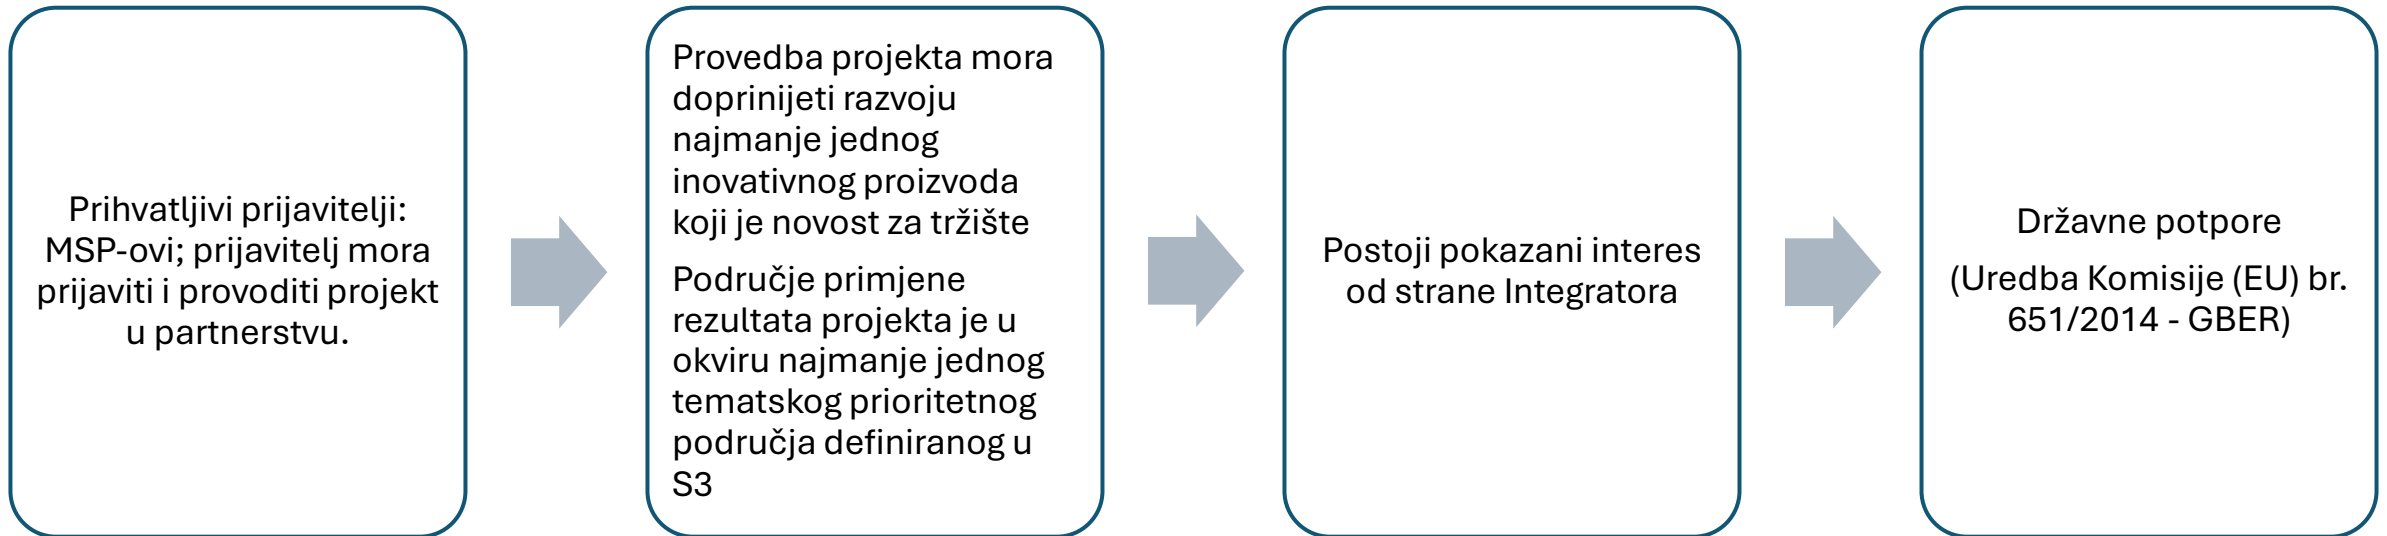 Prihvatljivi prijavitelji:
MSP-ovi; prijavitelj mora
prijaviti i provoditi projekt
u partnerstvu.
Provedba projekta mora
doprinijeti razvoju
najmanje jednog
inovativnog proizvoda
koji je novost za tržište
Područje primjene
rezultata projekta je u
okviru najmanje jednog
tematskog prioritetnog
područja definiranog u
S3
Postoji pokazani interes
od strane Integratora
Državne potpore
(Uredba Komisije (EU) br.
651/2014 - GBER)